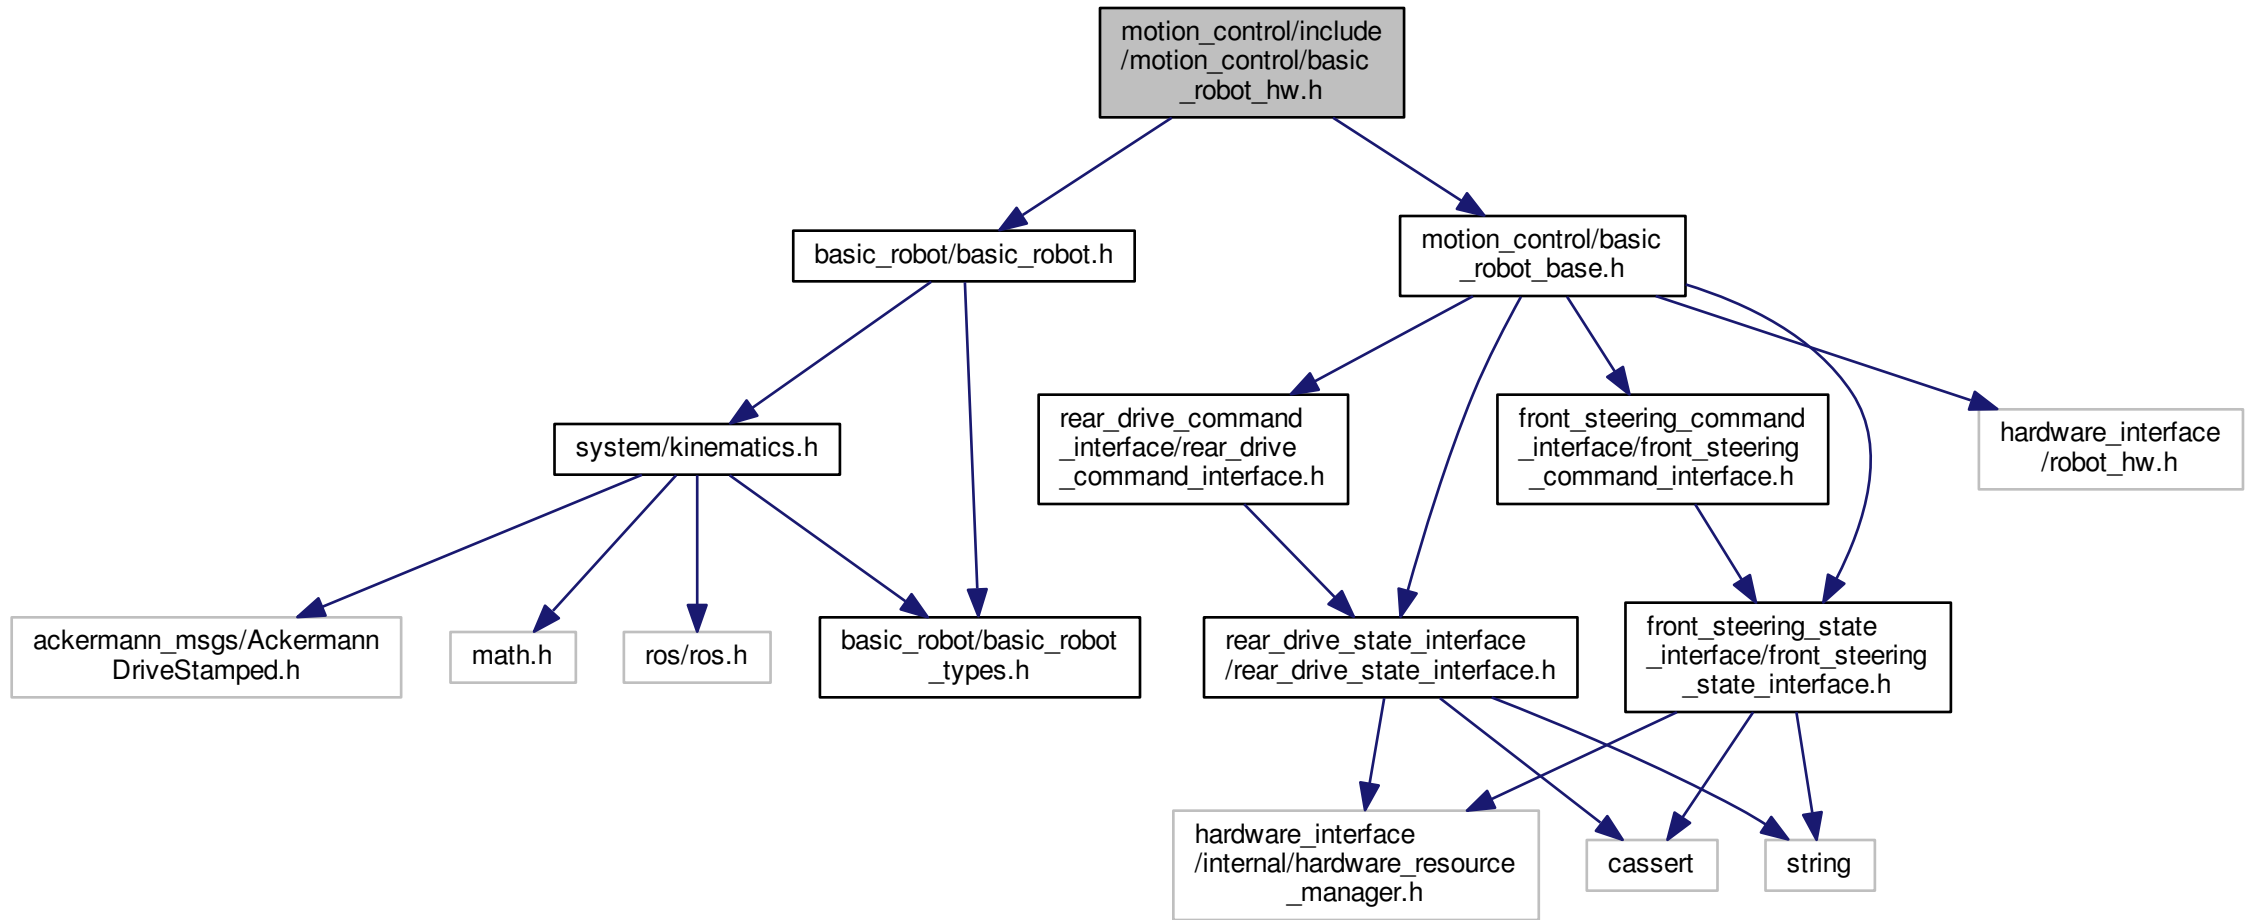 motion_control/include
/motion_control/basic
_robot_hw.h
basic_robot/basic_robot.h
motion_control/basic
_robot_base.h
rear_drive_command
_interface/rear_drive
_command_interface.h
front_steering_command
_interface/front_steering
_command_interface.h
hardware_interface
/robot_hw.h
system/kinematics.h
ackermann_msgs/Ackermann
DriveStamped.h
math.h
ros/ros.h
basic_robot/basic_robot
_types.h
rear_drive_state_interface
/rear_drive_state_interface.h
front_steering_state
_interface/front_steering
_state_interface.h
hardware_interface
/internal/hardware_resource
_manager.h
cassert
string